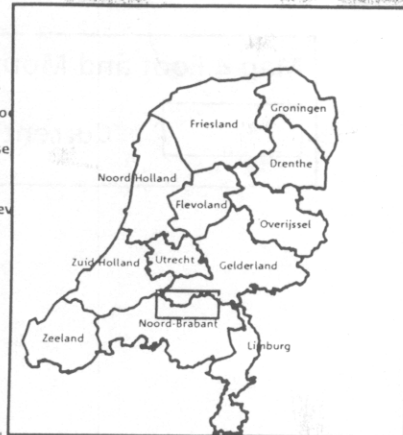 Groningen
Friesland
Drenthe
Noord Holland
Flevoland
Overijssel
Zuid Holland
Utrecht
Gelderland
Noord-Brabant
Zeeland
Limburg